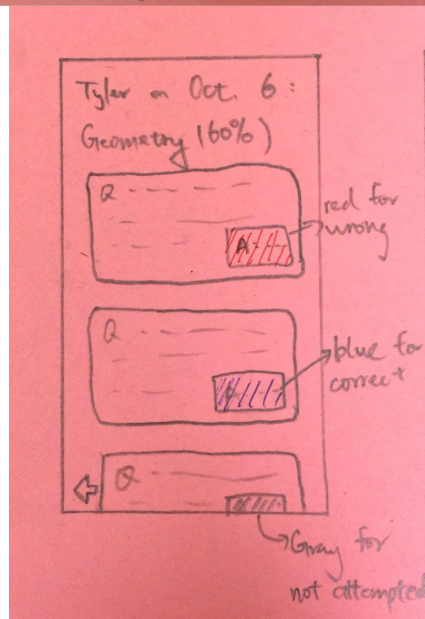 Tyler on Oct. 6 :
Geometry (60%)
Q
A
red for
wrong
Q
A
blue for
correct
Q
Gray for
not attempted